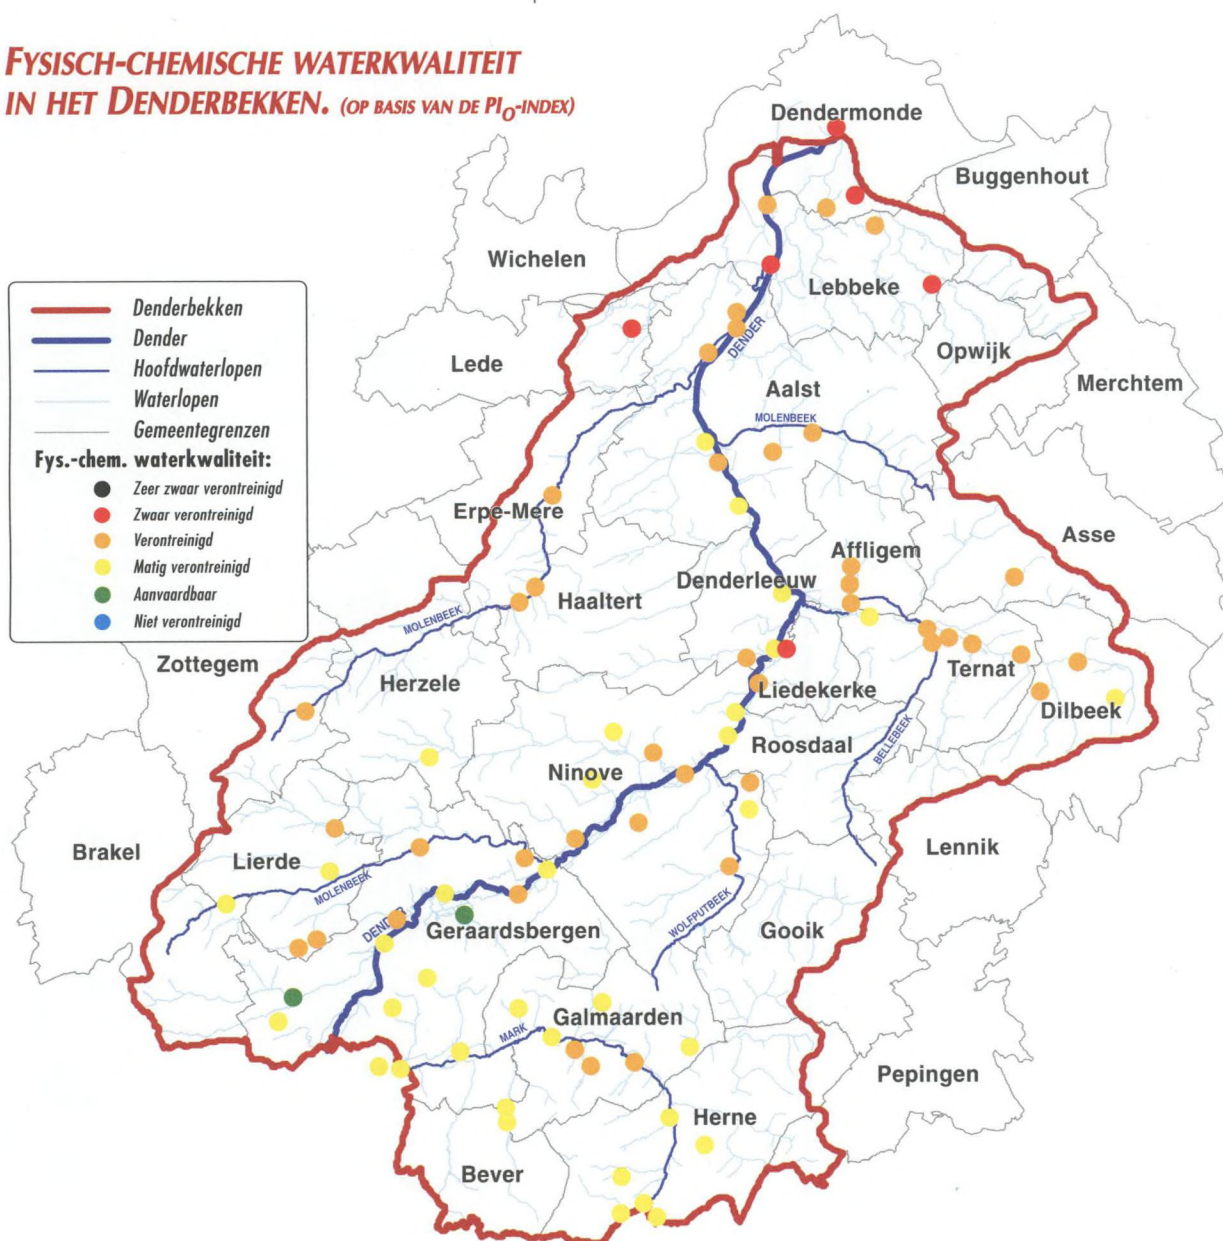 FYSISCH-CHEMISCHE WATERKWALITEIT
IN HET DENDERBEKKEN. (OP BASIS VAN DE PIO-INDEX)
Dendermonde
Buggenhout
Wichelen
Lebbeke
Denderbekken
Dender
Hoofdwaterlopen
Waterlopen
Gemeentegrenzen
Fys.-chem. waterkwaliteit:
Zeer zwaar verontreinigd
Zwaar verontreinigd
Verontreinigd
Matig verontreinigd
Aanvaardbaar
Niet verontreinigd
DENDER
Opwijk
Lede
Merchtem
Aalst
MOLENBEEK
Erpe-Mere
Asse
Affligem
Denderleeuw
Haaltert
MOLENBEEK
Zottegem
Ternat
Herzele
Liedekerke
Dilbeek
BELLEBEEK
Roosdaal
Ninove
Brakel
Lierde
Lennik
MOLENBEEK
WOLFPUTBEEK
DENDER
Geraardsbergen
Gooik
Galmaarden
MARK
Pepingen
Herne
Bever